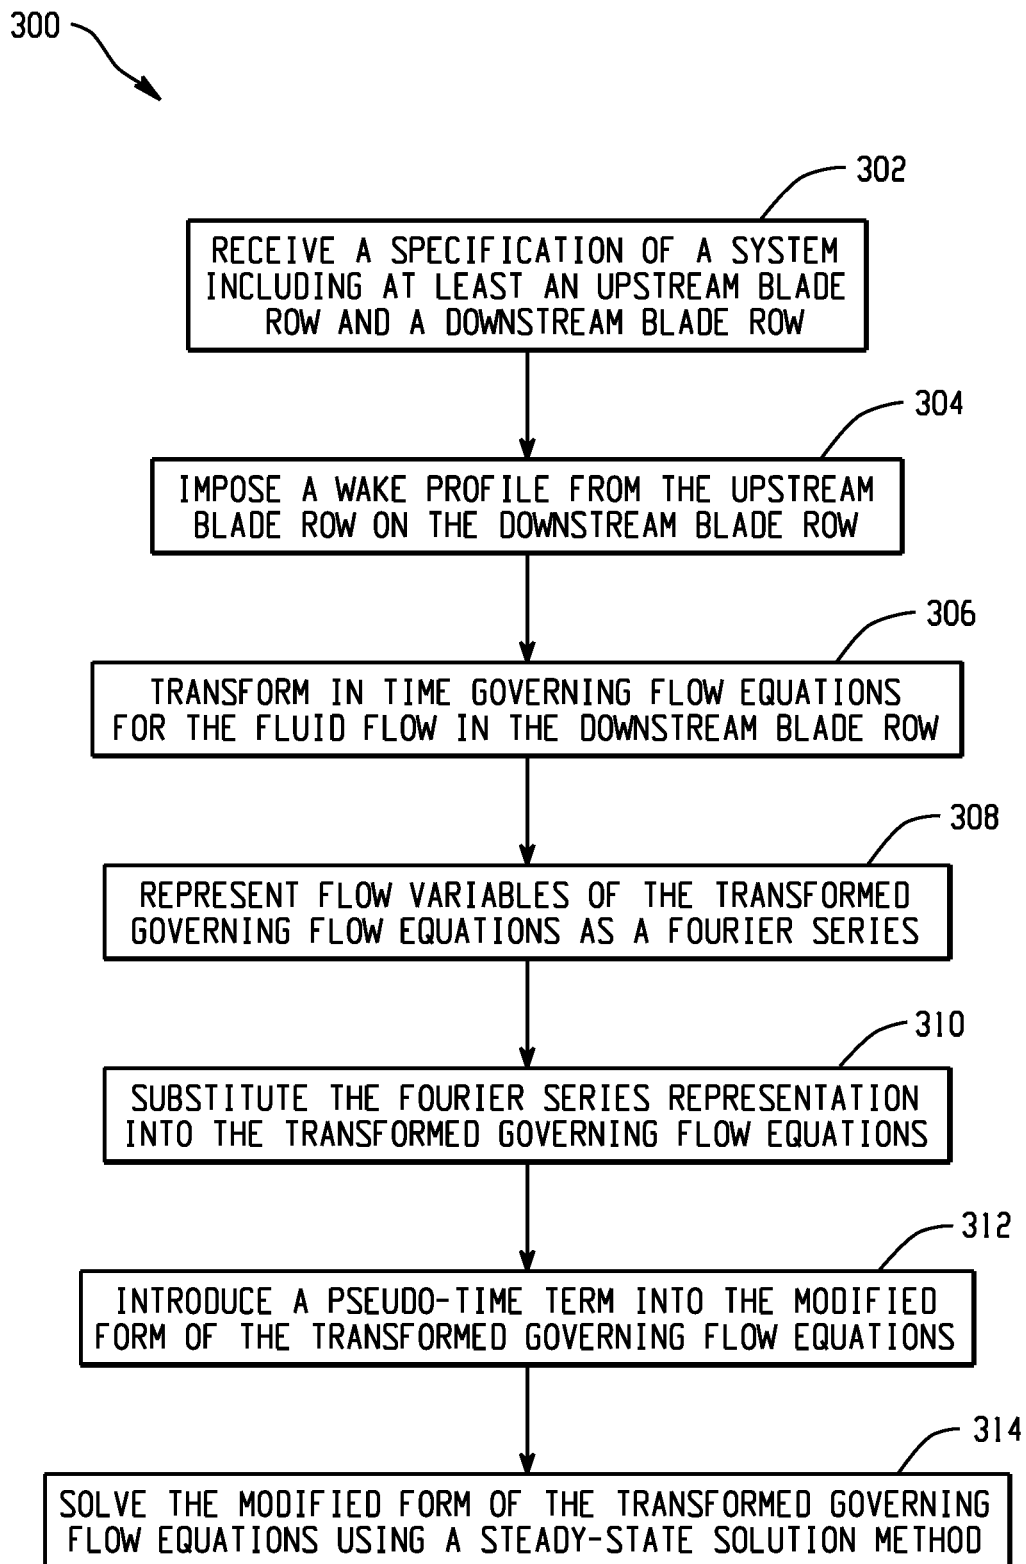 300
302
RECEIVE A SPECIFICATION OF A SYSTEM
INCLUDING AT LEAST AN UPSTREAM BLADE
ROW AND A DOWNSTREAM BLADE ROW
304
IMPOSE A WAKE PROFILE FROM THE UPSTREAM
BLADE ROW ON THE DOWNSTREAM BLADE ROW
306
TRANSFORM IN TIME GOVERNING FLOW EQUATIONS
FOR THE FLUID FLOW IN THE DOWNSTREAM BLADE ROW
308
REPRESENT FLOW VARIABLES OF THE TRANSFORMED
GOVERNING FLOW EQUATIONS AS A FOURIER SERIES
310
SUBSTITUTE THE FOURIER SERIES REPRESENTATION
INTO THE TRANSFORMED GOVERNING FLOW EQUATIONS
312
INTRODUCE A PSEUDO-TIME TERM INTO THE MODIFIED
FORM OF THE TRANSFORMED GOVERNING FLOW EQUATIONS
314
SOLVE THE MODIFIED FORM OF THE TRANSFORMED GOVERNING
FLOW EQUATIONS USING A STEADY-STATE SOLUTION METHOD